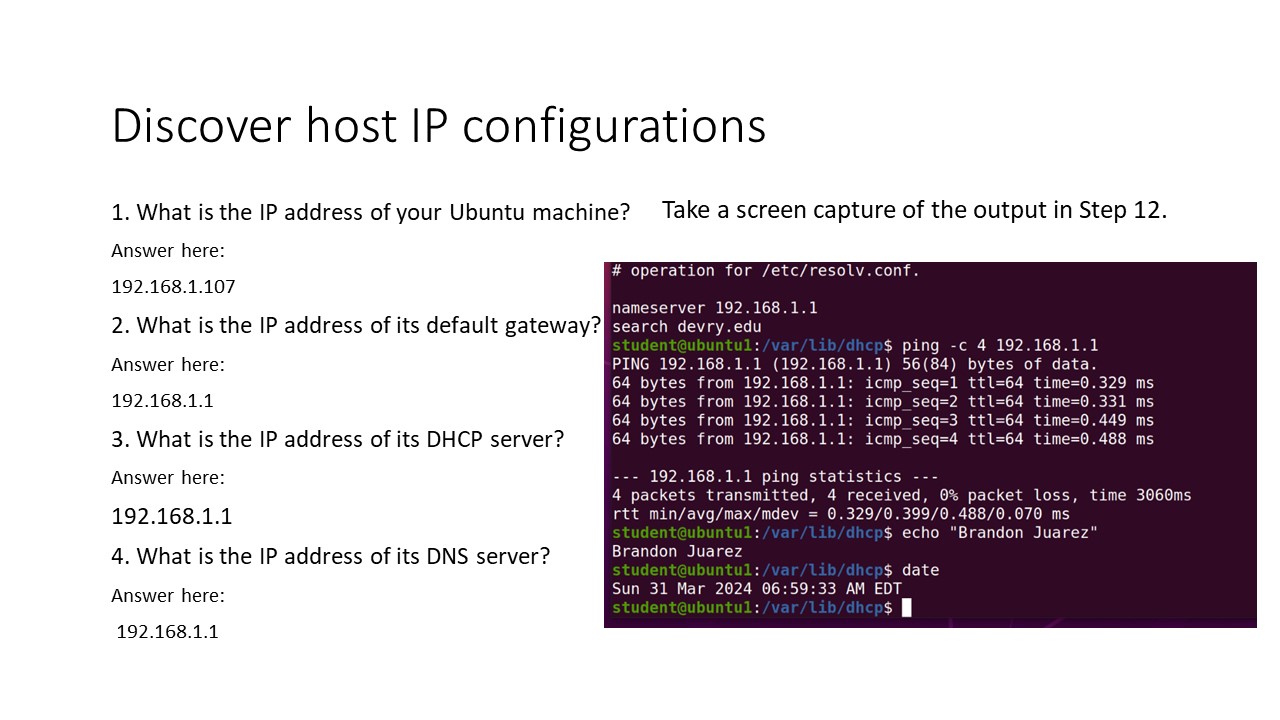 Discover host IP configurations
1. What is the IP address of your Ubuntu machine?
Answer here:
192.168.1.107
2. What is the IP address of its default gateway?
Answer here:
192.168.1.1
3. What is the IP address of its DHCP server?
Answer here:
192.168.1.1
4. What is the IP address of its DNS server?
Answer here:
192.168.1.1
Take a screen capture of the output in Step 12.
# operation for /etc/resolv.conf.
nameserver 192.168.1.1
search devry.edu
student@ubuntu1:/var/lib/dhcp$ ping -c 4 192.168.1.1
PING 192.168.1.1 (192.168.1.1) 56(84) bytes of data.
64 bytes from 192.168.1.1: icmp_seq=1 ttl=64 time=0.329 ms
64 bytes from 192.168.1.1: icmp_seq=2 ttl=64 time=0.331 ms
64 bytes from 192.168.1.1: icmp_seq=3 ttl=64 time=0.449 ms
64 bytes from 192.168.1.1: icmp_seq=4 ttl=64 time=0.488 ms
--- 192.168.1.1 ping statistics ---
4 packets transmitted, 4 received, 0% packet loss, time 3060ms
rtt min/avg/max/mdev = 0.329/0.399/0.488/0.070 ms
student@ubuntu1:/var/lib/dhcp$ echo "Brandon Juarez"
Brandon Juarez
student@ubuntu1:/var/lib/dhcp$ date
Sun 31 Mar 2024 06:59:33 AM EDT
student@ubuntu1:/var/lib/dhcp$